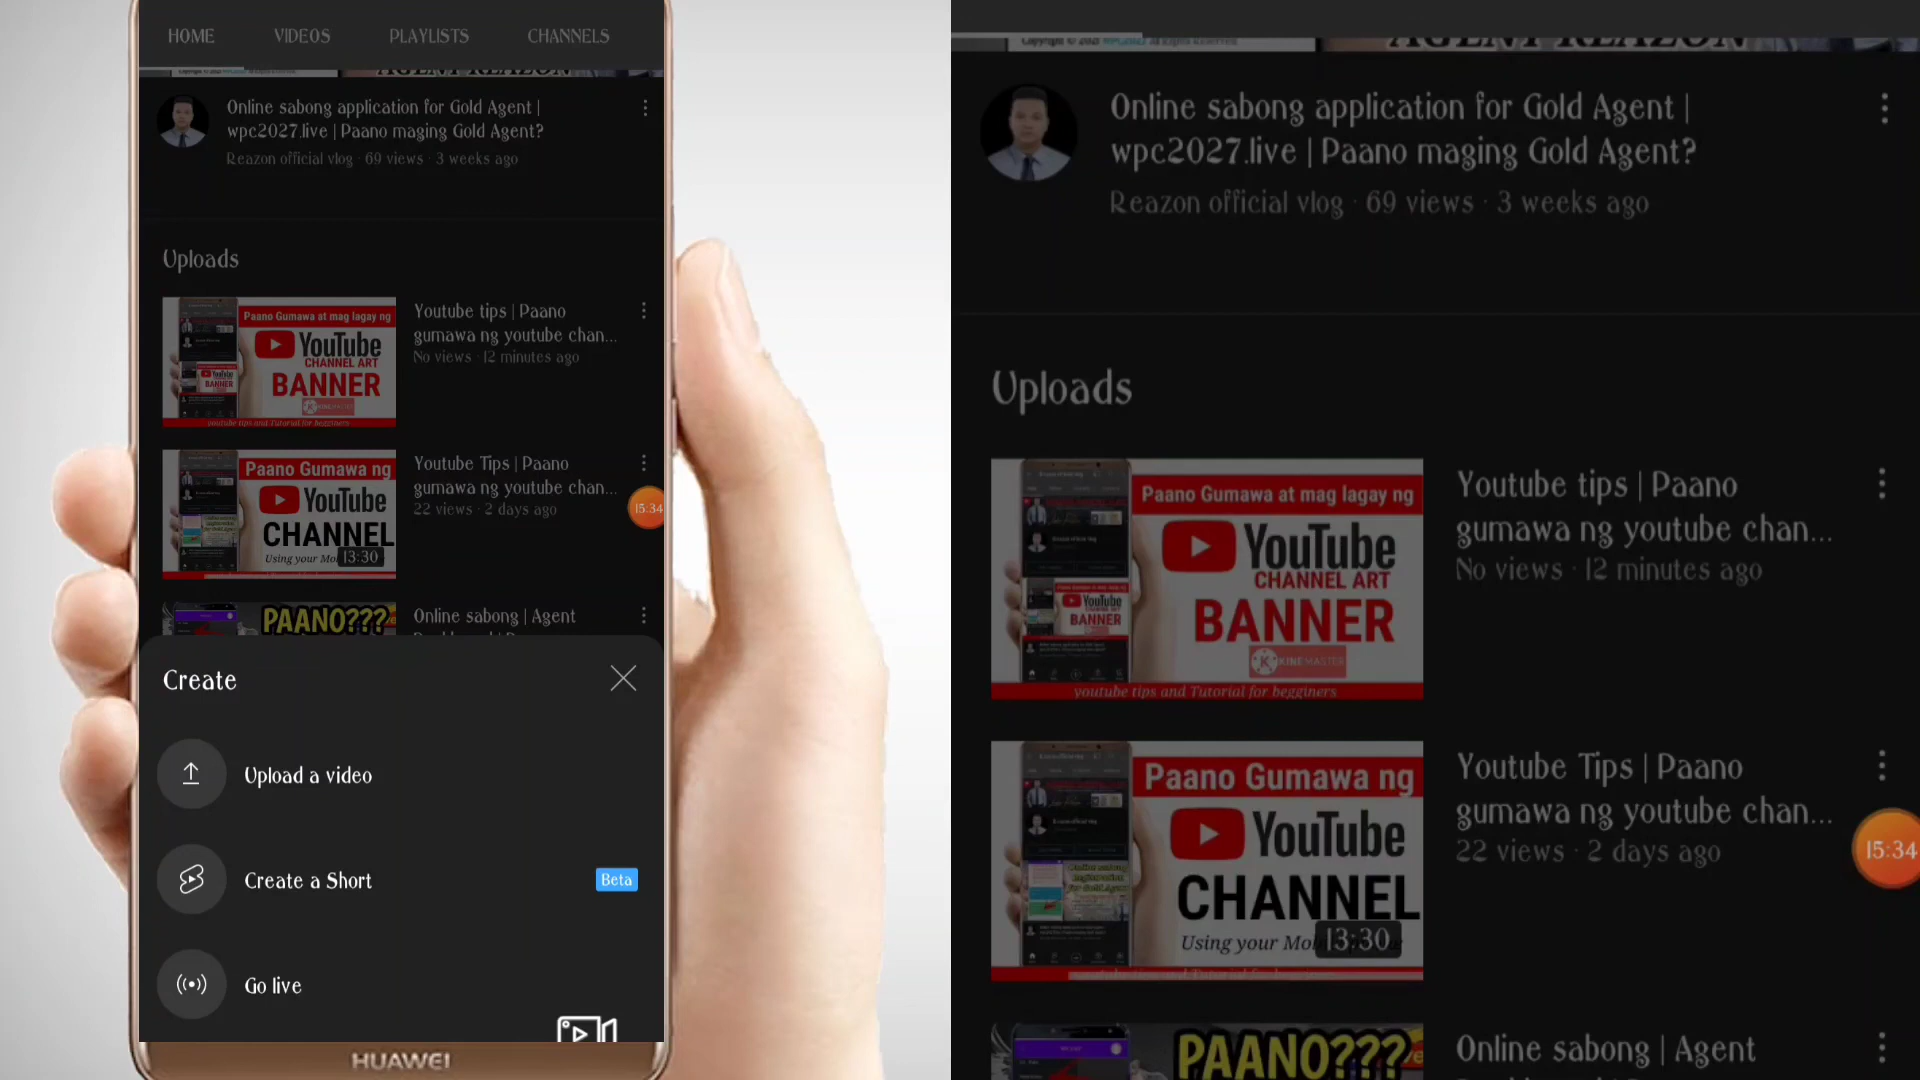 HOME VIDEOS PLAYLISTS CHANNELS
Online sabong application for Gold Agent |
wpc2027.live | Paano maging Gold Agent?
Reazon official vlog · 69 views · 3 weeks ago
Uploads
Paano Gumawa at mag lagay ng
YouTube
CHANNEL ART
BANNER
KINEMASTER
youtube tips and Tutorial for begginers
Youtube tips | Paano
gumawa ng youtube chan...
No views · 12 minutes ago
Paano Gumawa ng
YouTube
CHANNEL
Using your Mo
13:30
Youtube Tips | Paano
gumawa ng youtube chan...
22 views · 2 days ago
15:34
PAANO???
Online sabong | Agent
Create
Upload a video
Create a Short
Beta
Go live
HUAWEI
AGENT REAZON
Online sabong application for Gold Agent |
wpc2027.live | Paano maging Gold Agent?
Reazon official vlog · 69 views · 3 weeks ago
Uploads
Paano Gumawa at mag lagay ng
YouTube
CHANNEL ART
BANNER
KINEMASTER
youtube tips and Tutorial for begginers
Youtube tips | Paano
gumawa ng youtube chan...
No views · 12 minutes ago
Paano Gumawa ng
YouTube
CHANNEL
Using your Mo
13:30
Youtube Tips | Paano
gumawa ng youtube chan...
22 views · 2 days ago
15:34
PAANO???
Online sabong | Agent